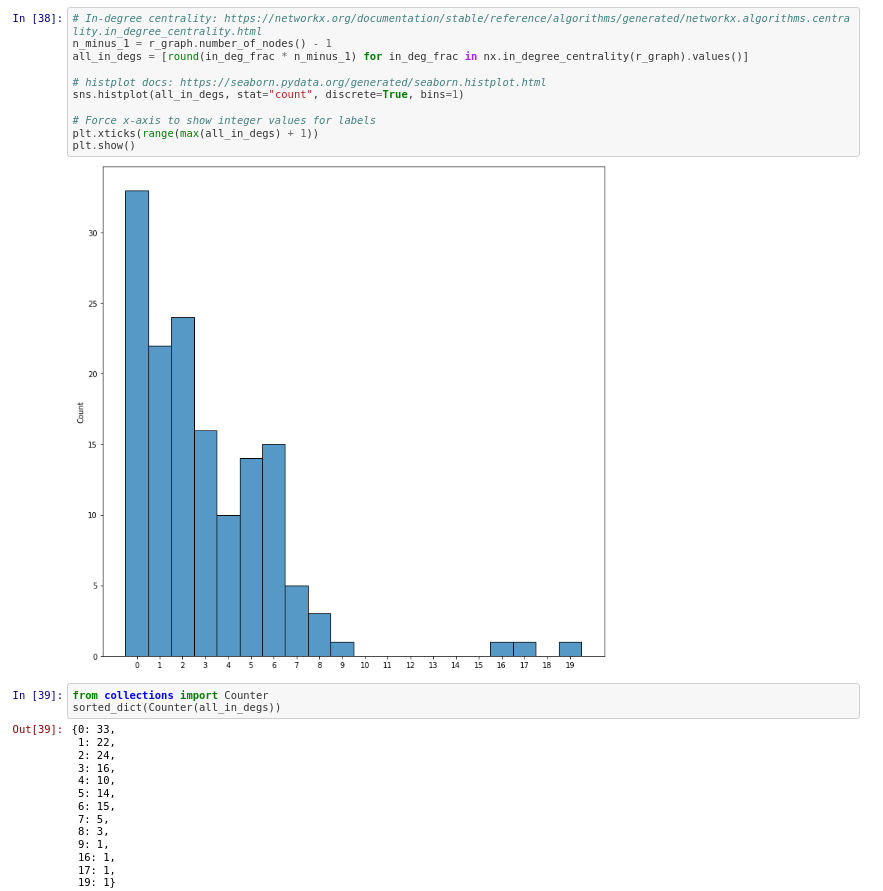 In [38]: # In-degree centrality: https://networkx.org/documentation/stable/reference/algorithms/generated/networkx.algorithms.centra
lity.in_degree_centrality.html
n_minus_1 = r_graph.number_of_nodes() - 1
all_in_degs = [round(in_deg_frac * n_minus_1) for in_deg_frac in nx.in_degree_centrality(r_graph).values()]
# histplot docs: https://seaborn.pydata.org/generated/seaborn.histplot.html
sns.histplot(all_in_degs, stat="count", discrete=True, bins=1)
# Force x-axis to show integer values for labels
plt.xticks(range(max(all_in_degs) + 1))
plt.show()
30
25
20
15
10
5
0
Count
0 1 2 3 4 5 6 7 8 9 10 11 12 13 14 15 16 17 18 19
In [39]: from collections import Counter
sorted_dict(Counter(all_in_degs))
Out[39]: {0: 33,
1: 22,
2: 24,
3: 16,
4: 10,
5: 14,
6: 15,
7: 5,
8: 3,
9: 1,
16: 1,
17: 1,
19: 1}